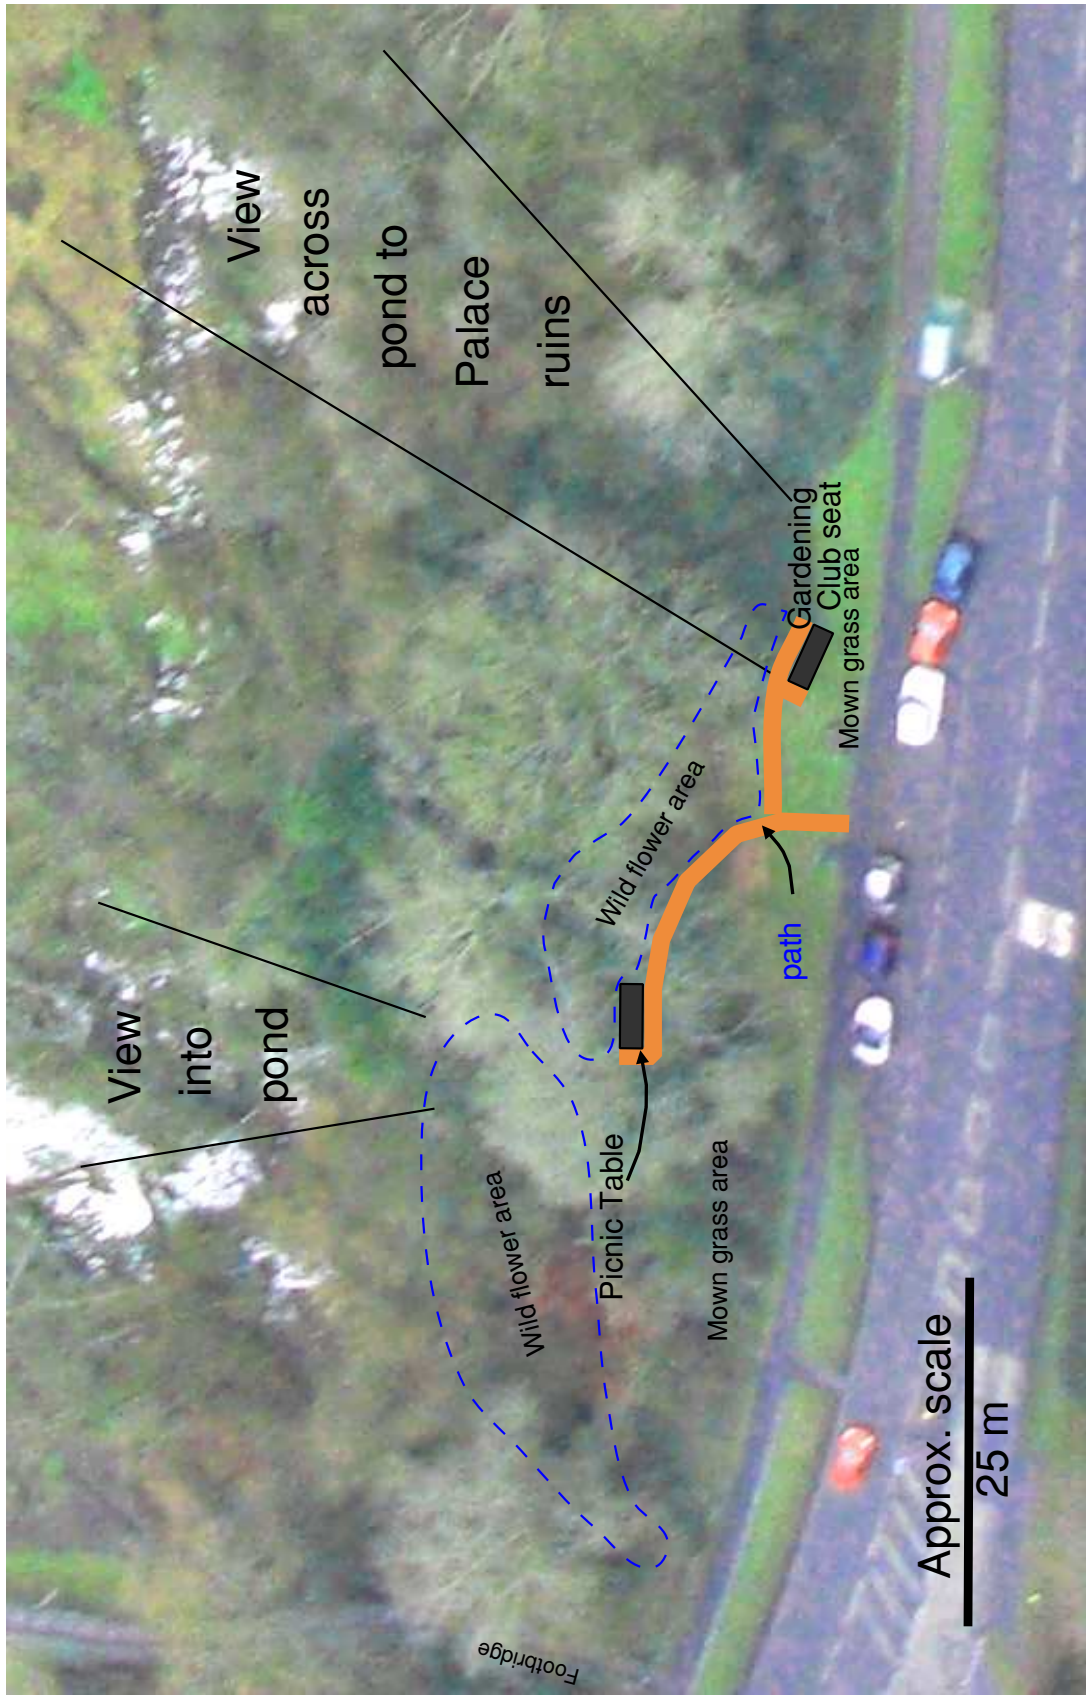 View
into
pond
View
across
pond to
Palace
ruins
Wild flower area
Wild flower area
Gardening
Club seat
Mown grass area
path
Picnic Table
Mown grass area
Footbridge
Approx. scale
25 m